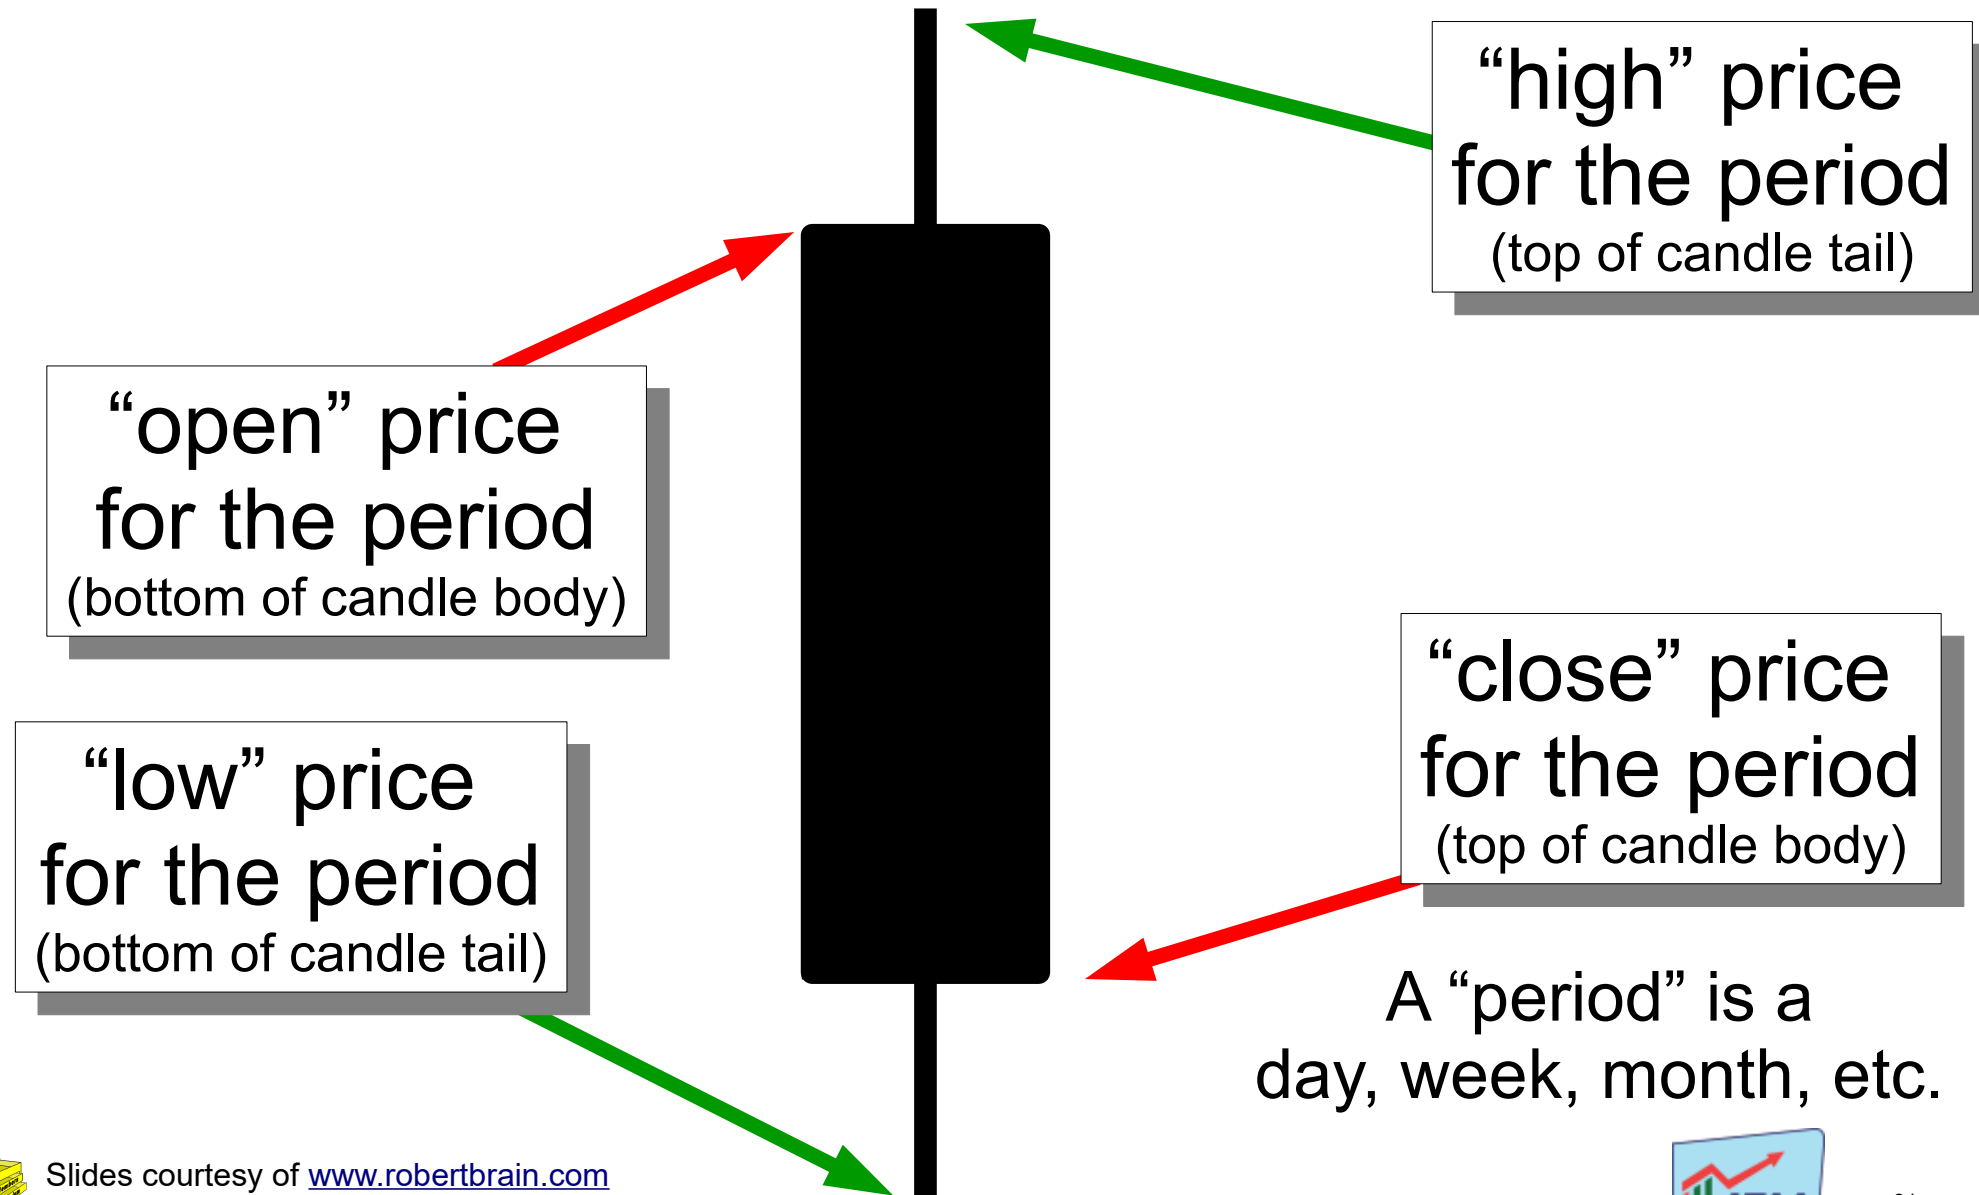 “high” price
for the period
(top of candle tail)
“open” price
for the period
(bottom of candle body)
“close” price
for the period
(top of candle body)
“low” price
for the period
(bottom of candle tail)
A “period” is a
day, week, month, etc.
Slides courtesy of www.robertbrain.com